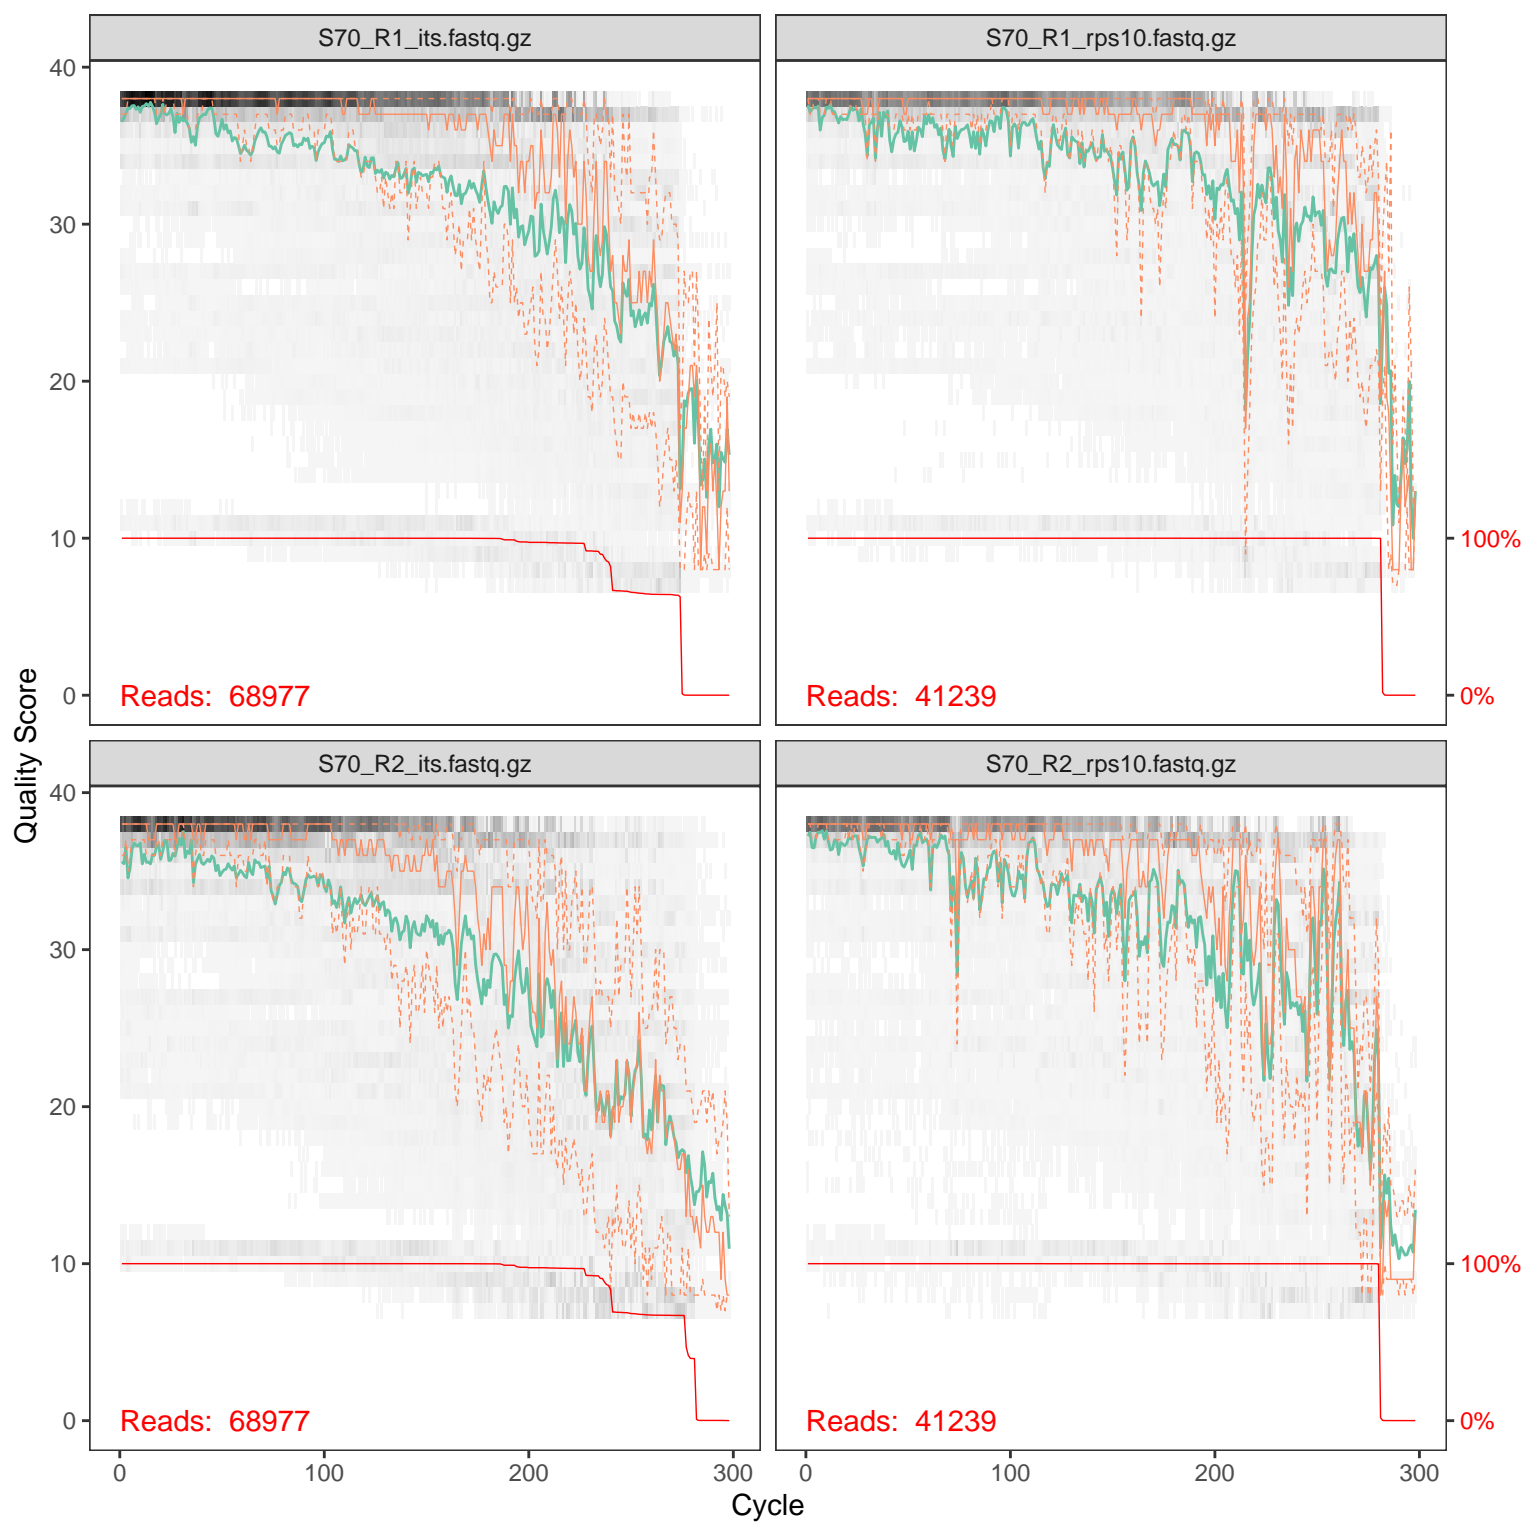 S70_R1_its.fastq.gz
S70_R1_rps10.fastq.gz
40
30
20
10
0
Reads: 68977
Reads: 41239
100%
0%
S70_R2_its.fastq.gz
S70_R2_rps10.fastq.gz
Quality Score
40
30
20
10
0
Reads: 68977
Reads: 41239
100%
0%
0
100
200
300
0
100
200
300
Cycle